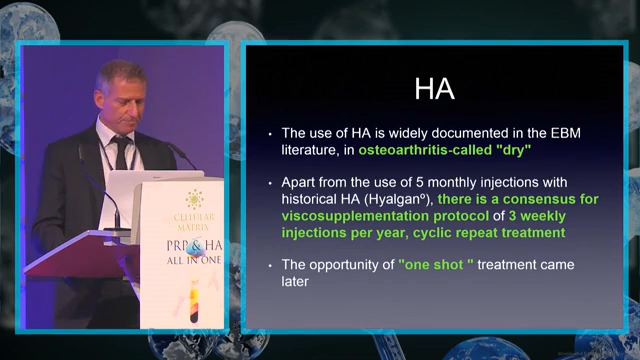 CELLULAR
MATRIX
PRP & HA
ALL IN ONE
HA
• The use of HA is widely documented in the EBM
literature, in osteoarthritis-called "dry"
• Apart from the use of 5 monthly injections with
historical HA (Hyalganº), there is a consensus for
viscosupplementation protocol of 3 weekly
injections per year, cyclic repeat treatment
• The opportunity of "one shot " treatment came
later